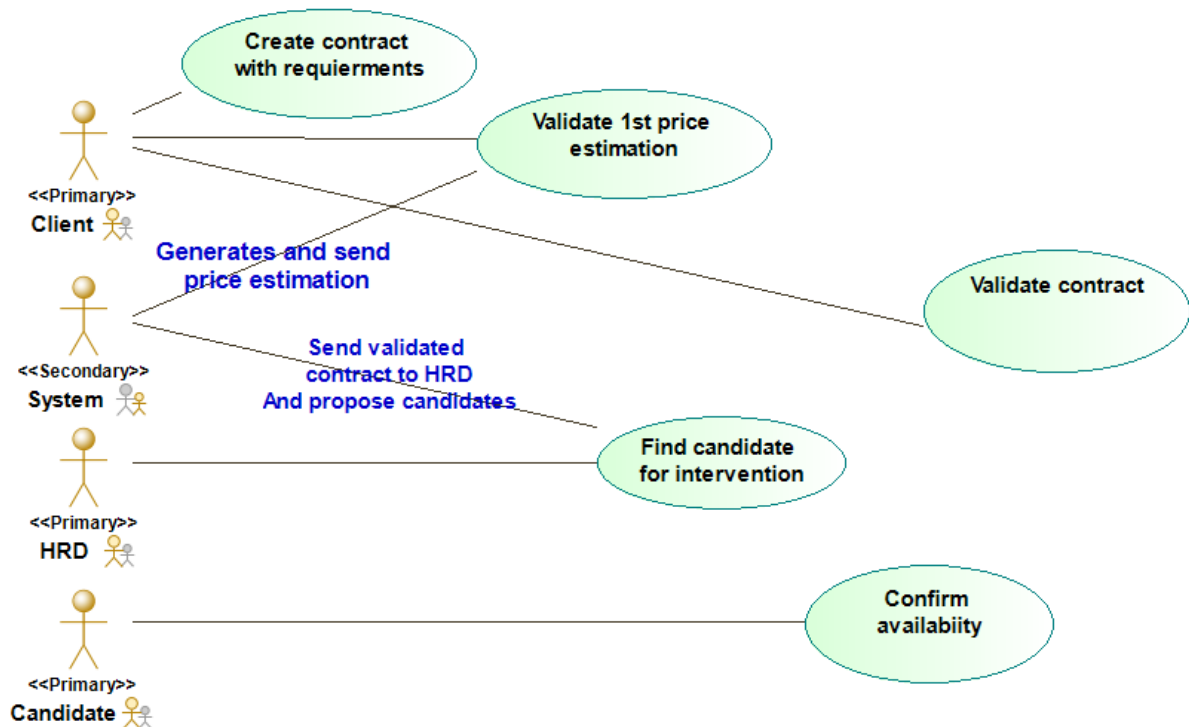 Create contract
with requierments
Validate 1st price
estimation
<<Primary>>
Client
Generates and send
price estimation
Validate contract
Send validated
contract to HRD
And propose candidates
<<Secondary>>
System
Find candidate
for intervention
<<Primary>>
HRD
Confirm
availabiity
<<Primary>>
Candidate